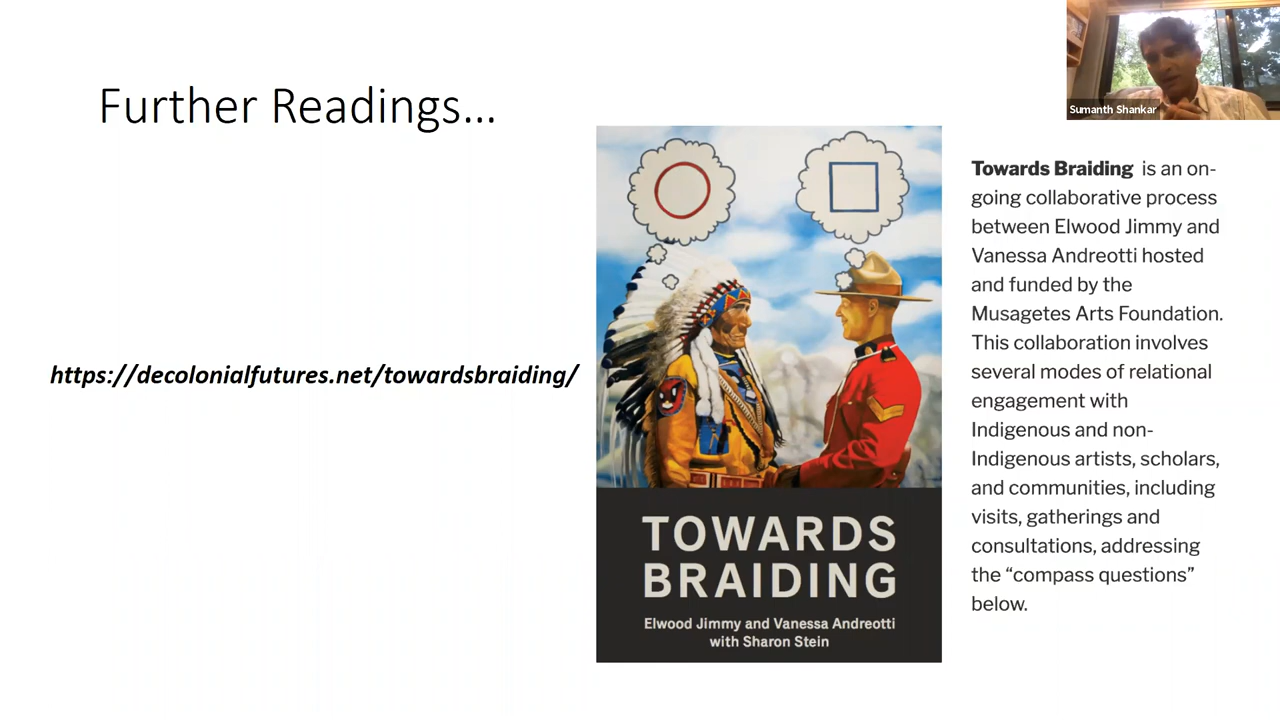 Further Readings...
https://decolonialfutures.net/towardsbraiding/
TOWARDS
BRAIDING
Elwood Jimmy and Vanessa Andreotti
with Sharon Stein
Sumanth Shankar
Towards Braiding is an on-
going collaborative process
between Elwood Jimmy and
Vanessa Andreotti hosted
and funded by the
Musagetes Arts Foundation.
This collaboration involves
several modes of relational
engagement with
Indigenous and non-
Indigenous artists, scholars,
and communities, including
visits, gatherings and
consultations, addressing
the “compass questions”
below.